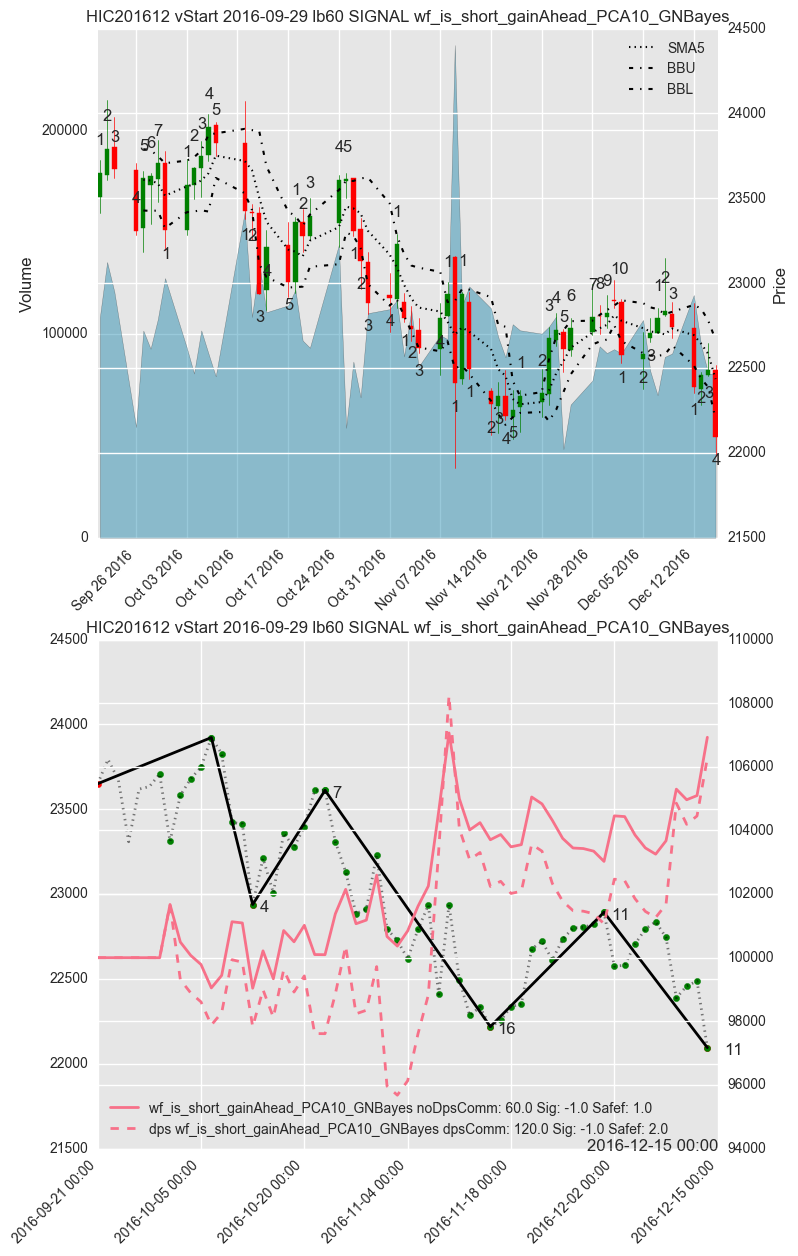 HIC201612 vStart 2016-09-29 lb60 SIGNAL wf_is_short_gainAhead_PCA10_GNBayes
SMA5
BBU
BBL
24500
24000
23500
23000
22500
22000
21500
Price
200000
100000
0
Volume
Sep 26 2016
Oct 03 2016
Oct 10 2016
Oct 17 2016
Oct 24 2016
Oct 31 2016
Nov 07 2016
Nov 14 2016
Nov 21 2016
Nov 28 2016
Dec 05 2016
Dec 12 2016
HIC201612 vStart 2016-09-29 lb60 SIGNAL wf_is_short_gainAhead_PCA10_GNBayes
24500
24000
23500
23000
22500
22000
21500
110000
108000
106000
104000
102000
100000
98000
96000
94000
4
7
16
11
11
wf_is_short_gainAhead_PCA10_GNBayes noDpsComm: 60.0 Sig: -1.0 Safef: 1.0
dps wf_is_short_gainAhead_PCA10_GNBayes dpsComm: 120.0 Sig: -1.0 Safef: 2.0
2016-12-15 00:00
2016-09-21 00:00
2016-10-05 00:00
2016-10-20 00:00
2016-11-04 00:00
2016-11-18 00:00
2016-12-02 00:00
2016-12-15 00:00